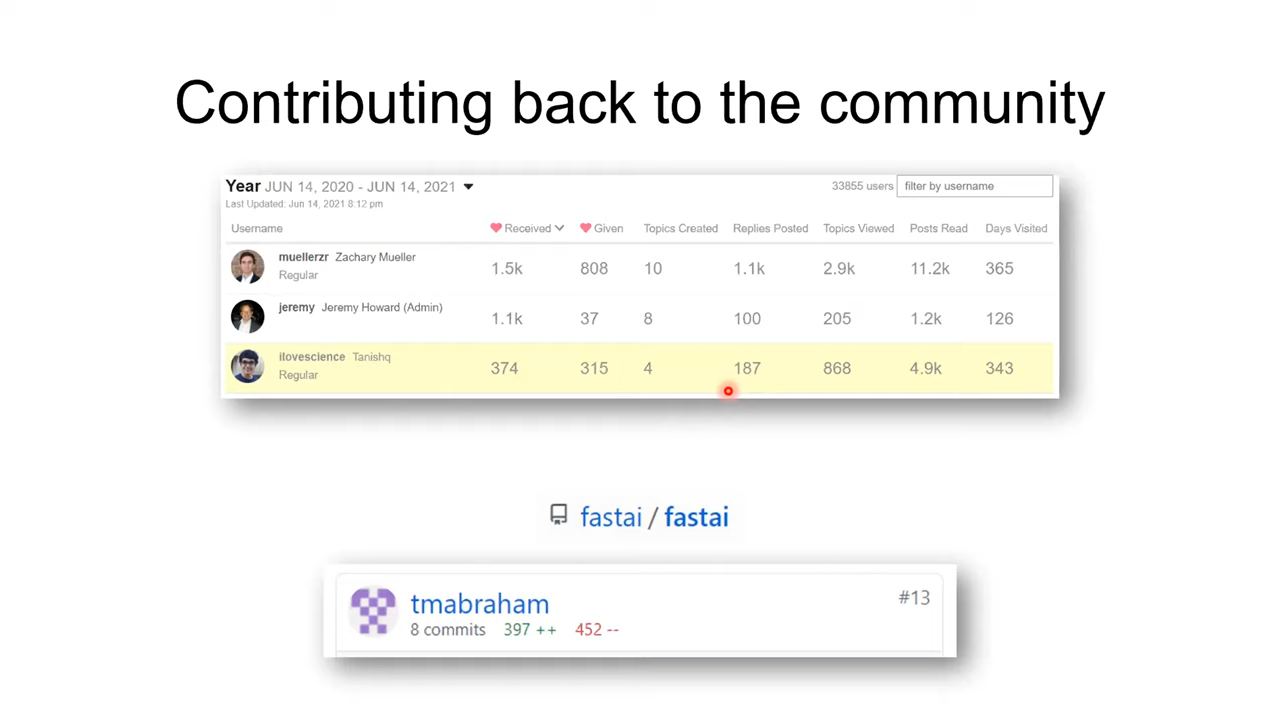 Contributing back to the community
Year JUN 14, 2020 - JUN 14, 2021
33855 users
filter by username
Last Updated: Jun 14, 2021 8:12 pm
Username Received Given Topics Created Replies Posted Topics Viewed Posts Read Days Visited
muellerzr Zachary Mueller
Regular
1.5k 808 10 1.1k 2.9k 11.2k 365
jeremy Jeremy Howard (Admin)
1.1k 37 8 100 205 1.2k 126
ilovescience Tanishq
Regular
374 315 4 187 868 4.9k 343
fastai / fastai
tmabraham #13
8 commits 397 ++ 452 --